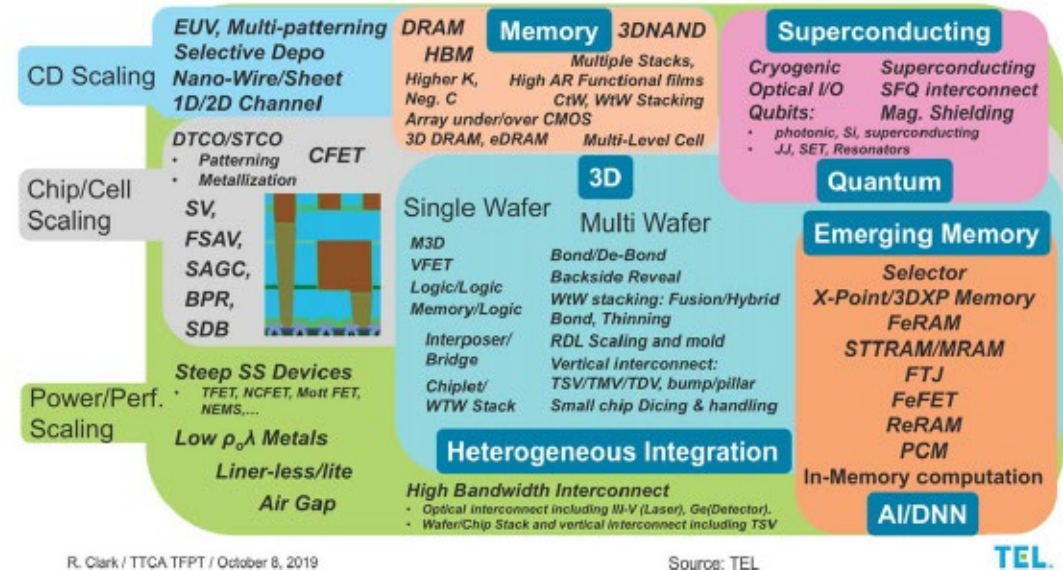 CD Scaling
EUV, Multi-patterning
Selective Depo
Nano-Wire/Sheet
1D/2D Channel
Memory
DRAM
HBM
Higher K,
Neg. C
3DNAND
Multiple Stacks,
High AR Functional films
CtW, WtW Stacking
Array under/over CMOS
3D DRAM, eDRAM
Multi-Level Cell
Superconducting
Cryogenic
Optical I/O
Qubits:
Superconducting
SFQ interconnect
Mag. Shielding
• photonic, Si, superconducting
• JJ, SET, Resonators
Quantum
Chip/Cell
Scaling
DTCO/STCO
• Patterning
• Metallization
CFET
SV,
FSAV,
SAGC,
BPR,
SDB
3D
Single Wafer
M3D
VFET
Logic/Logic
Memory/Logic
Interposer/
Bridge
Chiplet/
WTW Stack
Multi Wafer
Bond/De-Bond
Backside Reveal
WtW stacking: Fusion/Hybrid
Bond, Thinning
RDL Scaling and mold
Vertical interconnect:
TSV/TMV/TDV, bump/pillar
Small chip Dicing & handling
Heterogeneous Integration
Emerging Memory
Selector
X-Point/3DXP Memory
FeRAM
STTRAM/MRAM
FTJ
FeFET
ReRAM
PCM
In-Memory computation
AI/DNN
Power/Perf.
Scaling
Steep SS Devices
• TFET, NCFET, Mott FET,
NEMS,…
Low ρₒλ Metals
Liner-less/lite
Air Gap
High Bandwidth Interconnect
• Optical interconnect including III-V (Laser), Ge(Detector).
• Wafer/Chip Stack and vertical interconnect including TSV
R. Clark / TTCA TFPT / October 8, 2019
Source: TEL
TEL.